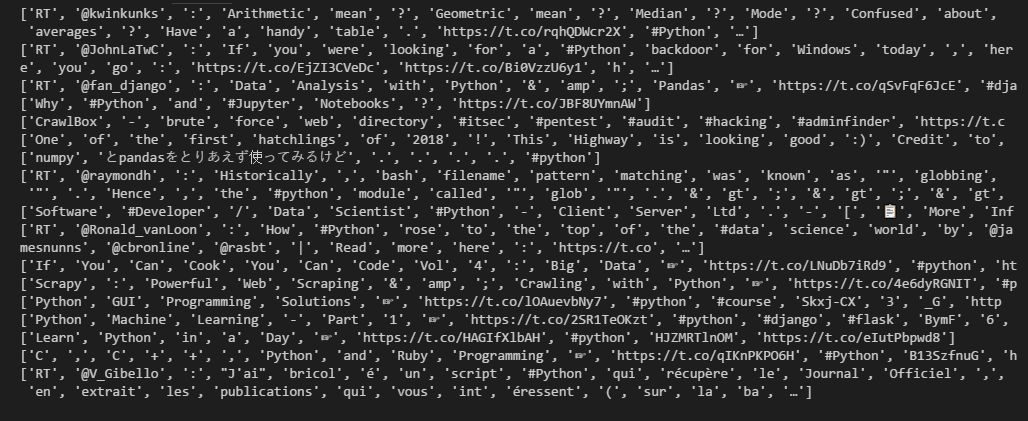 ['RT', '@kwinkunks', ':', 'Arithmetic', 'mean', '?', 'Geometric', 'mean', '?', 'Median', '?', 'Mode', '?', 'Confused', 'about',
'averages', '?', 'Have', 'a', 'handy', 'table', '.', 'https://t.co/rqhQDWcr2X', '#Python', '…']
['RT', '@JohnLaTwC', ':', 'If', 'you', 'were', 'looking', 'for', 'a', '#Python', 'backdoor', 'for', 'Windows', 'today', ',', 'her
e', 'you', 'go', ':', 'https://t.co/EjZI3CVeDc', 'https://t.co/Bi0VzzU6y1', 'h', '…']
['RT', '@fan_django', ':', 'Data', 'Analysis', 'with', 'Python', '&', 'amp', ';', 'Pandas', '☞', 'https://t.co/qSvFqF6JcE', '#dja
['Why', '#Python', 'and', '#Jupyter', 'Notebooks', '?', 'https://t.co/JBF8UYmnAW']
['CrawlBox', '-', 'brute', 'force', 'web', 'directory', '#itsec', '#pentest', '#audit', '#hacking', '#adminfinder', 'https://t.c
['One', 'of', 'the', 'first', 'hatchlings', 'of', '2018', '!', 'This', 'Highway', 'is', 'looking', 'good', ':)', 'Credit', 'to',
['numpy', 'とpandasをとりあえず使ってみるけど', '.', '.', '.', '.', '#python']
['RT', '@raymondh', ':', 'Historically', ',', 'bash', 'filename', 'pattern', 'matching', 'was', 'known', 'as', '"', 'globbing',
'"', '.', 'Hence', ',', 'the', '#python', 'module', 'called', '"', 'glob', '"', '.', '&', 'gt', ';', '&', 'gt', ';', '&', 'gt',
['Software', '#Developer', '/', 'Data', 'Scientist', '#Python', '-', 'Client', 'Server', 'Ltd', '.', '-', '[', '📋', 'More', 'Inf
['RT', '@Ronald_vanLoon', ':', 'How', '#Python', 'rose', 'to', 'the', 'top', 'of', 'the', '#data', 'science', 'world', 'by', '@ja
mesnunns', '@cbronline', '@rasbt', '|', 'Read', 'more', 'here', ':', 'https://t.co', '…']
['If', 'You', 'Can', 'Cook', 'You', 'Can', 'Code', 'Vol', '4', ':', 'Big', 'Data', '☞', 'https://t.co/LNuDb7iRd9', '#python', 'ht
['Scrapy', ':', 'Powerful', 'Web', 'Scraping', '&', 'amp', ';', 'Crawling', 'with', 'Python', '☞', 'https://t.co/4e6dyRGNIT', '#p
['Python', 'GUI', 'Programming', 'Solutions', '☞', 'https://t.co/lOAuevbNy7', '#python', '#course', 'Skxj-CX', '3', '_G', 'http
['Python', 'Machine', 'Learning', '-', 'Part', '1', '☞', 'https://t.co/2SR1TeOKzt', '#python', '#django', '#flask', 'BymF', '6',
['Learn', 'Python', 'in', 'a', 'Day', '☞', 'https://t.co/HAGIfXlbAH', '#python', 'HJZMRTlnOM', 'https://t.co/eIutPbpwd8']
['C', ',', 'C', '+', '+', ',', 'Python', 'and', 'Ruby', 'Programming', '☞', 'https://t.co/qIKnPKPO6H', '#Python', 'B13SzfnuG', 'h
['RT', '@V_Gibello', ':', "J'ai", 'bricol', 'é', 'un', 'script', '#Python', 'qui', 'récupère', 'le', 'Journal', 'Officiel', ',',
'en', 'extrait', 'les', 'publications', 'qui', 'vous', 'int', 'éressent', '(', 'sur', 'la', 'ba', '…']